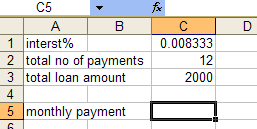 C5 fx
A B C D
1 interst% 0.008333
2 total no of payments 12
3 total loan amount 2000
4
5 monthly payment